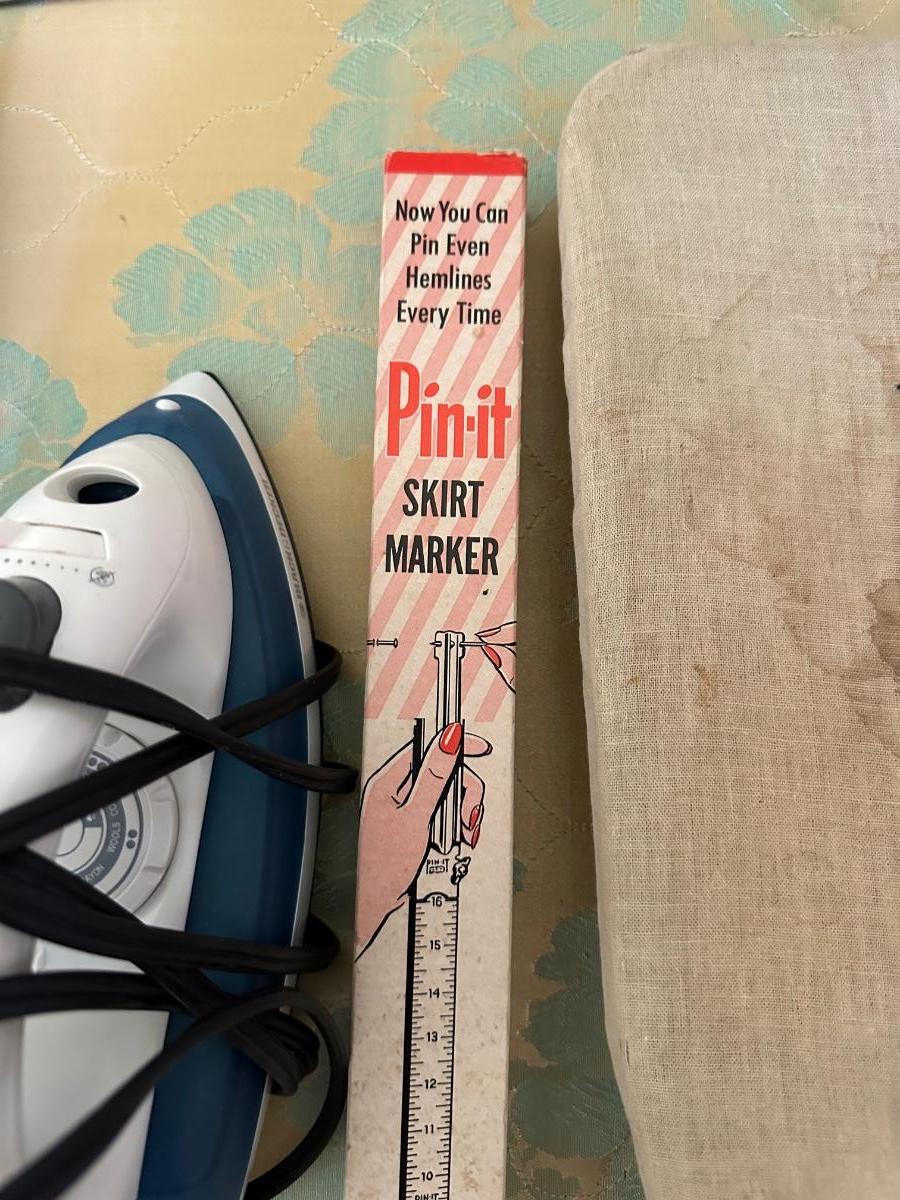 Now You Can
Pin Even
Hemlines
Every Time
Pin-it
SKIRT
MARKER
PIN-IT
16
15
14
13
12
11
10
PIN-IT
WOOLS